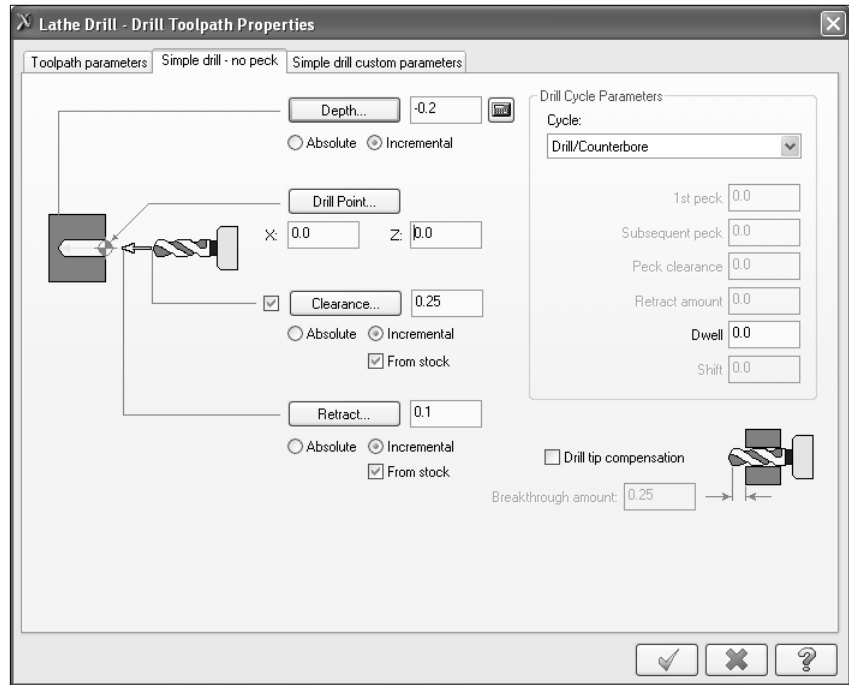 Lathe Drill - Drill Toolpath Properties
Toolpath parameters
Simple drill - no peck
Simple drill custom parameters
Depth...
-0.2
Absolute
Incremental
Drill Point...
X: 0.0
Z: 0.0
Clearance...
0.25
Absolute
Incremental
From stock
Retract...
0.1
Absolute
Incremental
From stock
Drill Cycle Parameters
Cycle:
Drill/Counterbore
1st peck 0.0
Subsequent peck 0.0
Peck clearance 0.0
Retract amount 0.0
Dwell 0.0
Shift 0.0
Drill tip compensation
Breakthrough amount: 0.25
?